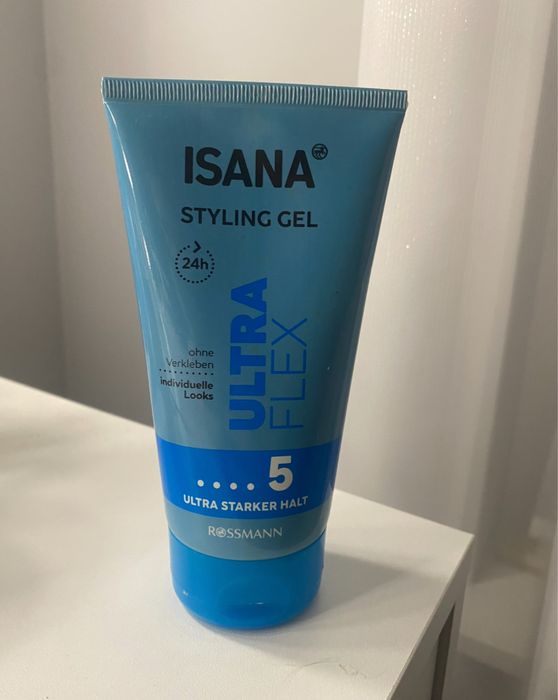 ISANA
STYLING GEL
24h
ULTRA
FLEX
ohne
Verkleben
individuelle
Looks
.... 5
ULTRA STARKER HALT
ROSSMANN